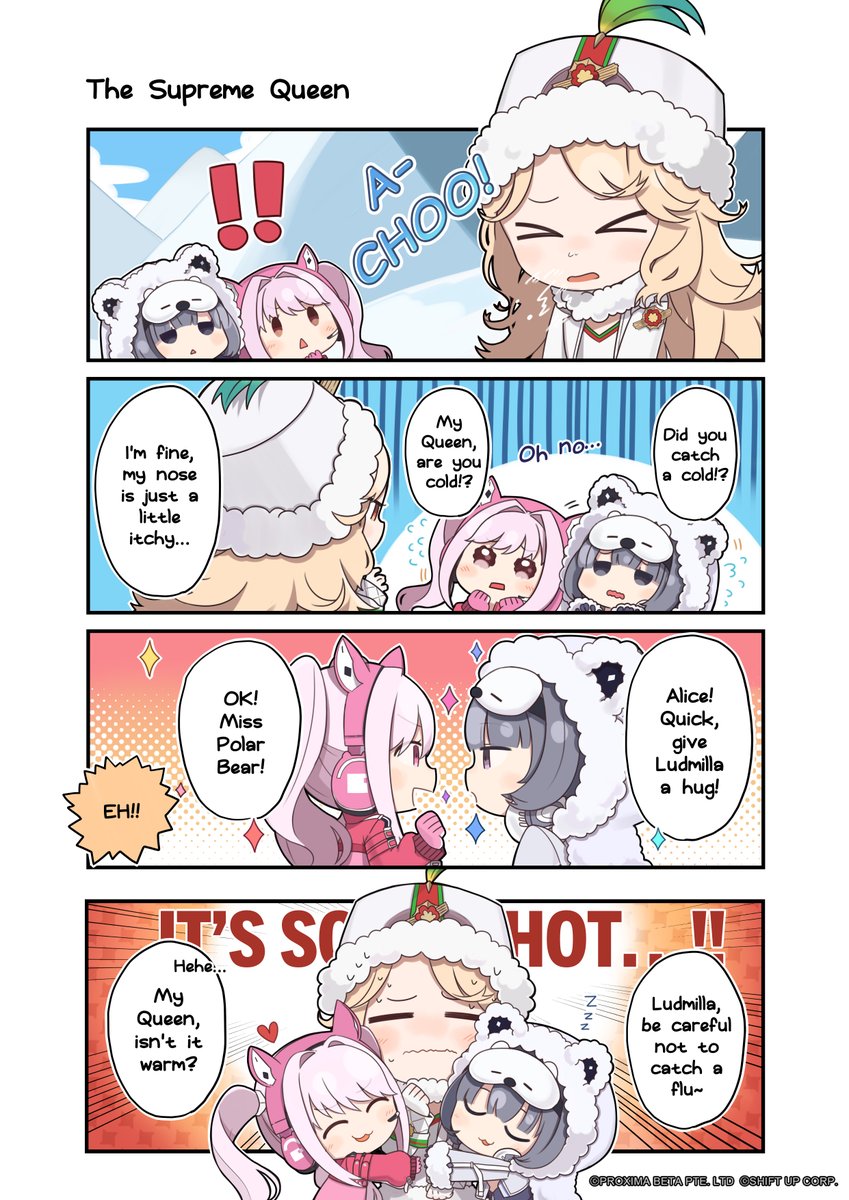 The Supreme Queen
A-
CHOO!
!!
Did you
catch
a cold!?
Oh no...
My
Queen,
are you
cold!?
I'm fine,
my nose
is just a
little
itchy...
Alice!
Quick,
give
Ludmilla
a hug!
OK!
Miss
Polar
Bear!
EH!!
IT'S SO HOT...!!
Hehe...
My
Queen,
isn't it
warm?
zzz
Ludmilla,
be careful
not to
catch a
flu~
©PROXIMA BETA PTE. LTD ©SHIFT UP CORP.